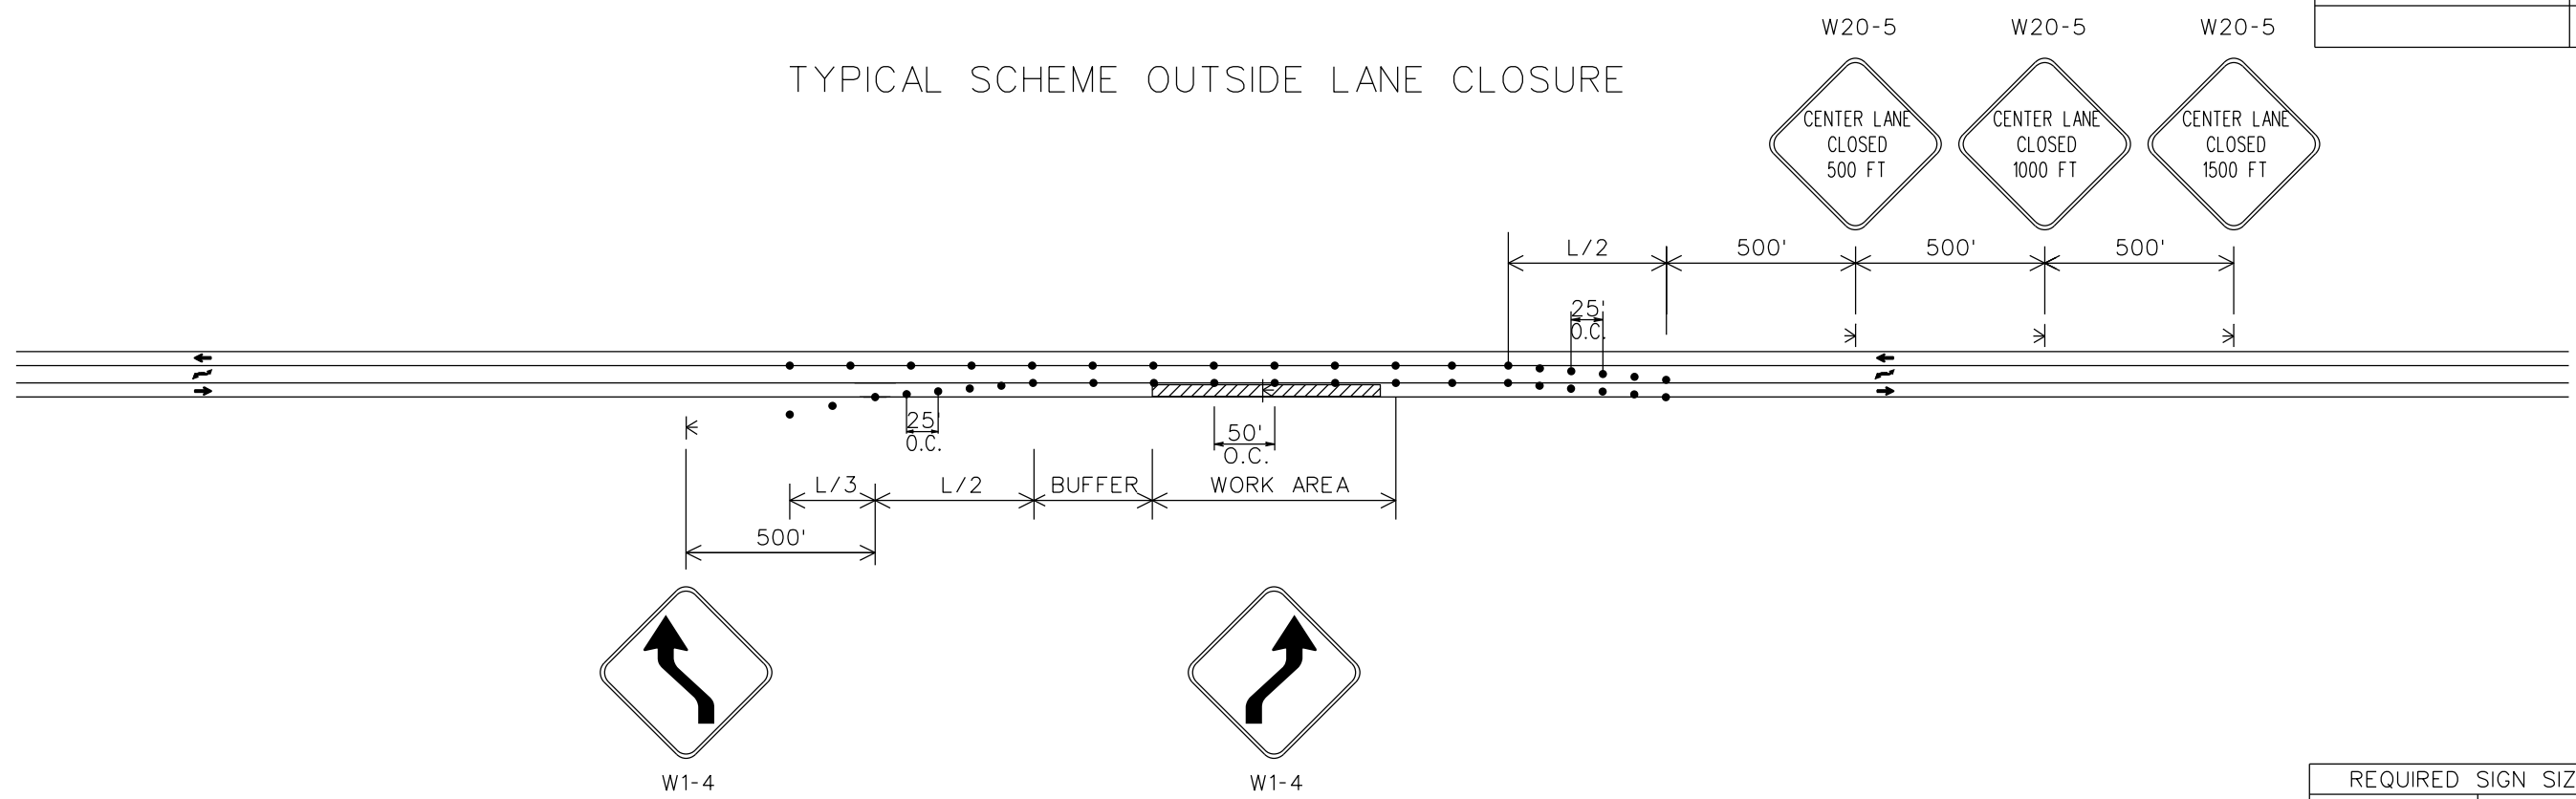 W20-5 W20-5 W20-5
TYPICAL SCHEME OUTSIDE LANE CLOSURE
CENTER LANE
CLOSED
500 FT
CENTER LANE
CLOSED
1000 FT
CENTER LANE
CLOSED
1500 FT
L/2 500' 500' 500'
25'
O.C.
25'
O.C.
50'
O.C.
L/3 L/2 BUFFER WORK AREA
500'
W1-4 W1-4
REQUIRED SIGN SIZ